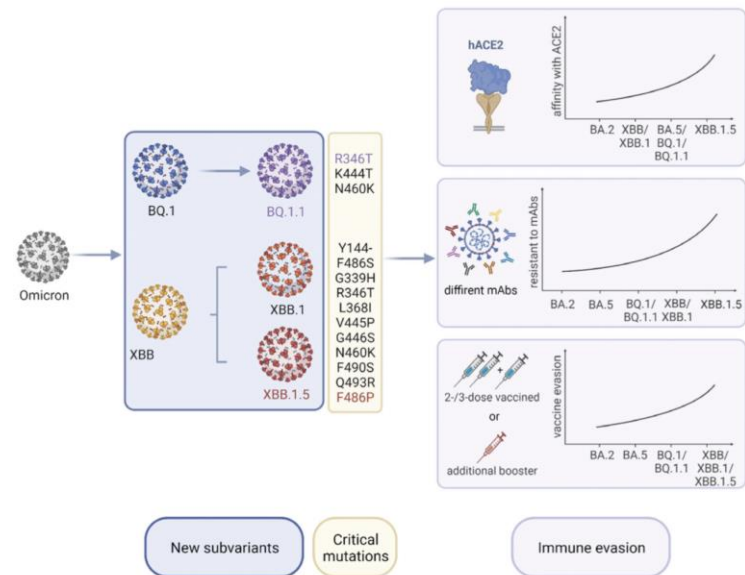 Omicron
BQ.1
BQ.1.1
XBB
XBB.1
XBB.1.5
R346T
K444T
N460K
Y144-
F486S
G339H
R346T
L368I
V445P
G446S
N460K
F490S
Q493R
F486P
hACE2
affinity with ACE2
BA.2
XBB/
XBB.1
BA.5/
BQ.1/
BQ.1.1
XBB.1.5
diffirent mAbs
resistant to mAbs
BA.2
BA.5
BQ.1/
BQ.1.1
XBB/
XBB.1
XBB.1.5
+
2-/3-dose vaccined
or
additional booster
vaccine evasion
BA.2
BA.5
BQ.1/
BQ.1.1
XBB/
XBB.1/
XBB.1.5
New subvariants
Critical
mutations
Immune evasion